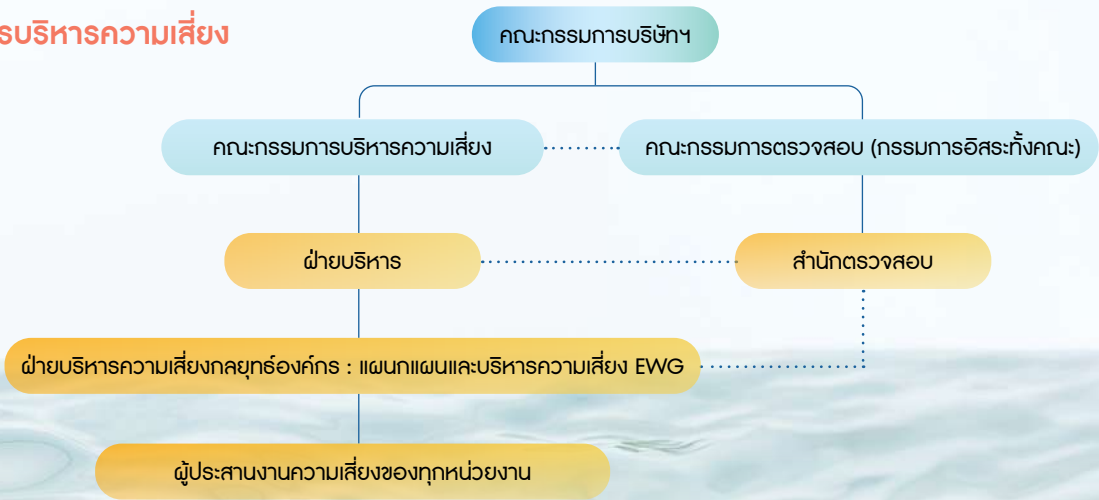 รบริหารความเสี่ยง
คณะกรรมการบริษัทฯ
คณะกรรมการบริหารความเสี่ยง
คณะกรรมการตรวจสอบ (กรรมการอิสระทั้งคณะ)
ฝ่ายบริหาร
สำนักตรวจสอบ
ฝ่ายบริหารความเสี่ยงกลยุทธ์องค์กร : แผนกแผนและบริหารความเสี่ยง EWG
ผู้ประสานงานความเสี่ยงของทุกหน่วยงาน